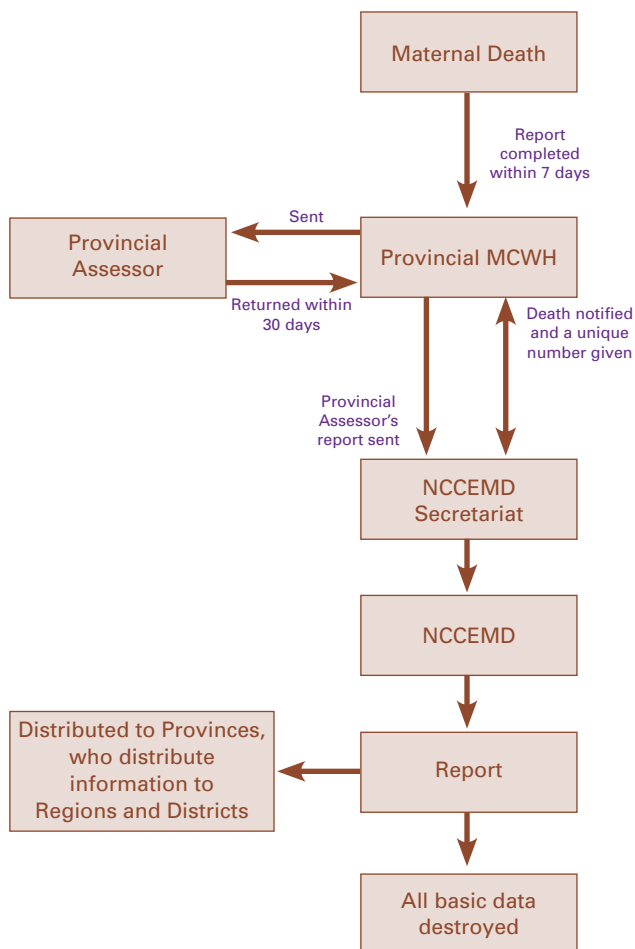 Maternal Death
Report
completed
within 7 days
Sent
Provincial
Assessor
Provincial MCWH
Returned within
30 days
Death notified
and a unique
number given
Provincial
Assessor's
report sent
NCCEMD
Secretariat
NCCEMD
Distributed to Provinces,
who distribute
information to
Regions and Districts
Report
All basic data
destroyed